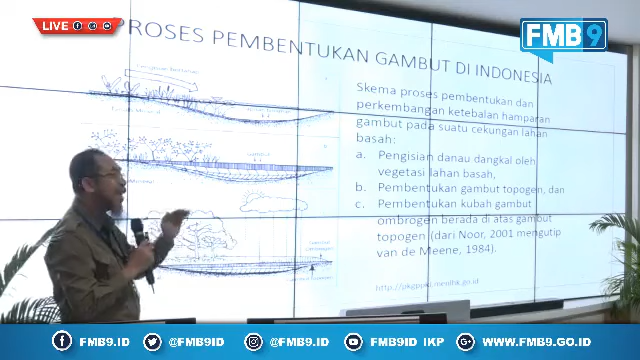 LIVE
FMB9
PROSES PEMBENTUKAN GAMBUT DI INDONESIA
Skema proses pembentukan dan
perkembangan ketebalan hamparan
gambut pada suatu cekungan lahan
basah:
a. Pengisian danau dangkal oleh
vegetasi lahan basah,
b. Pembentukan gambut topogen, dan
c. Pembentukan kubah gambut
ombrogen berada di atas gambut
topogen (dari Noor, 2001 mengutip
van de Meene, 1984).
FMB9.ID
@FMB9ID
@FMB9.ID
FMB9ID IKP
WWW.FMB9.GO.ID